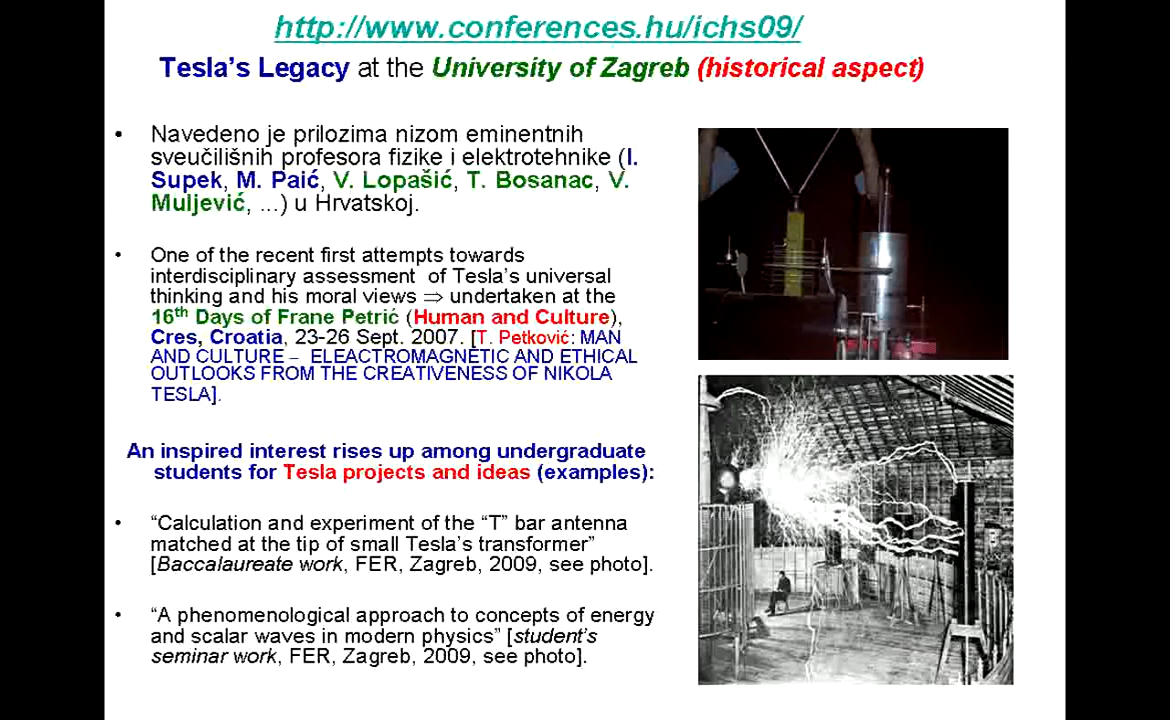 http://www.conferences.hu/ichs09/
Tesla's Legacy at the University of Zagreb (historical aspect)
• Navedeno je prilozima nizom eminentnih
sveučilišnih profesora fizike i elektrotehnike (I.
Supek, M. Paić, V. Lopašić, T. Bosanac, V.
Muljević, ...) u Hrvatskoj.
• One of the recent first attempts towards
interdisciplinary assessment of Tesla's universal
thinking and his moral views ⇒ undertaken at the
16th Days of Frane Petrić (Human and Culture),
Cres, Croatia, 23-26 Sept. 2007. [T. Petković: MAN
AND CULTURE – ELEACTROMAGNETIC AND ETHICAL
OUTLOOKS FROM THE CREATIVENESS OF NIKOLA
TESLA].
An inspired interest rises up among undergraduate
students for Tesla projects and ideas (examples):
• “Calculation and experiment of the “T” bar antenna
matched at the tip of small Tesla's transformer”
[Baccalaureate work, FER, Zagreb, 2009, see photo].
• “A phenomenological approach to concepts of energy
and scalar waves in modern physics” [student's
seminar work, FER, Zagreb, 2009, see photo].